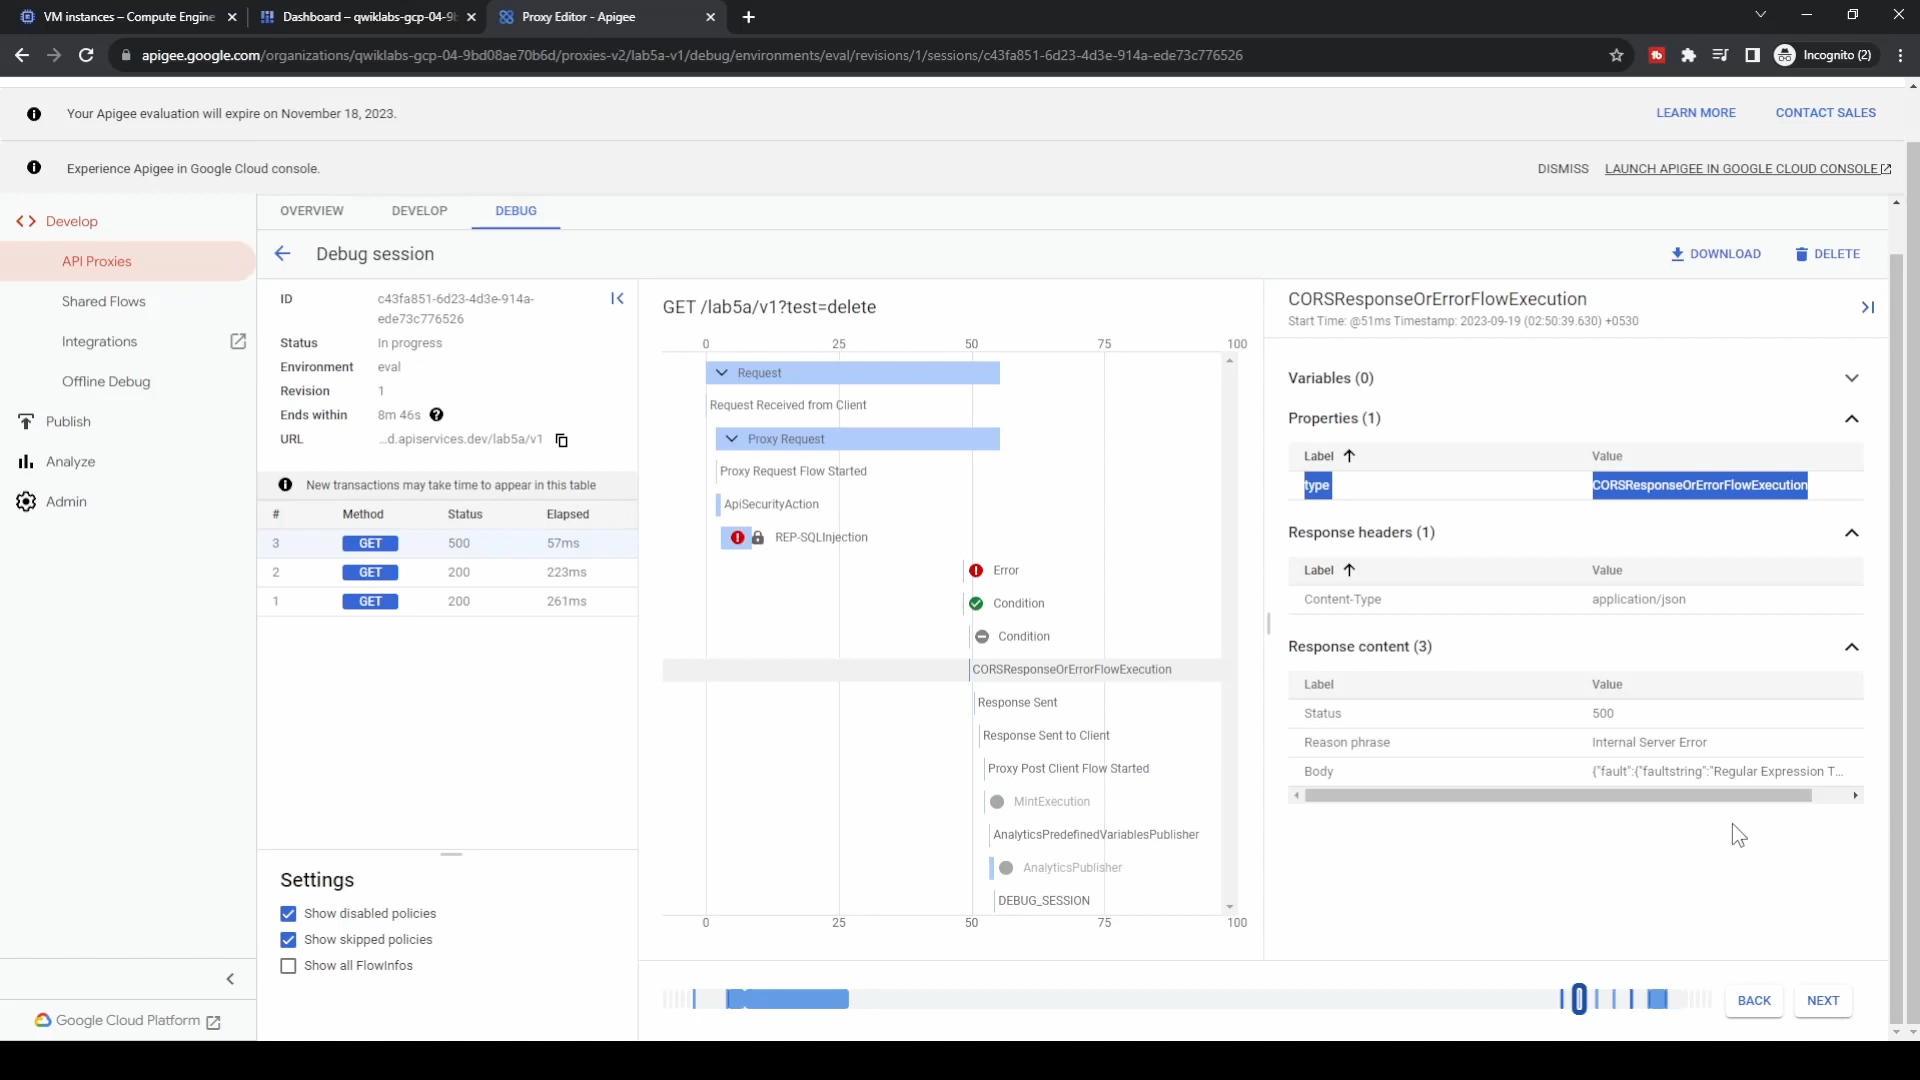 VM instances – Compute Engine
Dashboard – qwiklabs-gcp-04-9b
Proxy Editor - Apigee
apigee.google.com/organizations/qwiklabs-gcp-04-9bd08ae70b6d/proxies-v2/lab5a-v1/debug/environments/eval/revisions/1/sessions/c43fa851-6d23-4d3e-914a-ede73c776526
Incognito (2)
Your Apigee evaluation will expire on November 18, 2023.
LEARN MORE
CONTACT SALES
Experience Apigee in Google Cloud console.
DISMISS
LAUNCH APIGEE IN GOOGLE CLOUD CONSOLE
Develop
API Proxies
Shared Flows
Integrations
Offline Debug
Publish
Analyze
Admin
Google Cloud Platform
OVERVIEW
DEVELOP
DEBUG
Debug session
DOWNLOAD
DELETE
ID c43fa851-6d23-4d3e-914a-
ede73c776526
Status In progress
Environment eval
Revision 1
Ends within 8m 46s
URL ...d.apiservices.dev/lab5a/v1
New transactions may take time to appear in this table
# Method Status Elapsed
3 GET 500 57ms
2 GET 200 223ms
1 GET 200 261ms
Settings
Show disabled policies
Show skipped policies
Show all FlowInfos
GET /lab5a/v1?test=delete
0 25 50 75 100
Request
Request Received from Client
Proxy Request
Proxy Request Flow Started
ApiSecurityAction
REP-SQLInjection
Error
Condition
Condition
CORSResponseOrErrorFlowExecution
Response Sent
Response Sent to Client
Proxy Post Client Flow Started
MintExecution
AnalyticsPredefinedVariablesPublisher
AnalyticsPublisher
DEBUG_SESSION
0 25 50 75 100
CORSResponseOrErrorFlowExecution
Start Time: @51ms Timestamp: 2023-09-19 (02:50:39.630) +0530
Variables (0)
Properties (1)
Label Value
type CORSResponseOrErrorFlowExecution
Response headers (1)
Label Value
Content-Type application/json
Response content (3)
Label Value
Status 500
Reason phrase Internal Server Error
Body {"fault":{"faultstring":"Regular Expression T...
BACK
NEXT